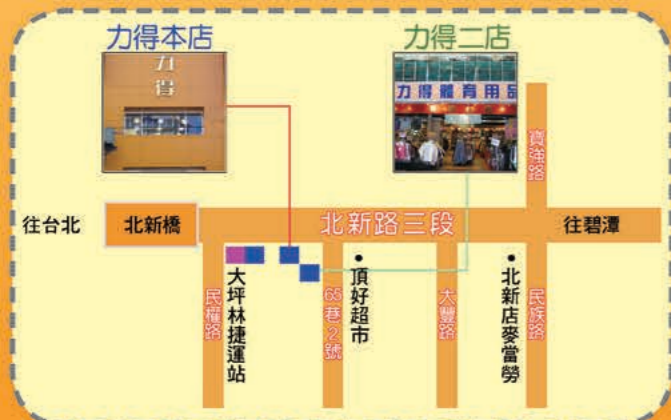 力得本店
力得二店
力得
力得體育用品
寶強路
往台北
北新橋
北新路三段
往碧潭
民權路
大坪林捷運站
65巷2號
頂好超市
大豐路
北新店麥當勞
民族路